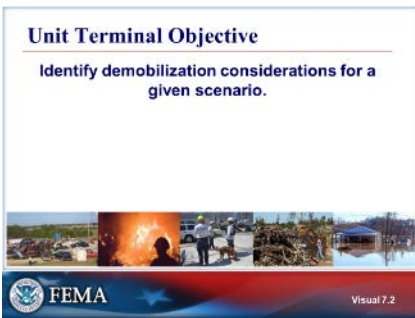 Unit Terminal Objective
Identify demobilization considerations for a
given scenario.
FEMA
Visual 7.2